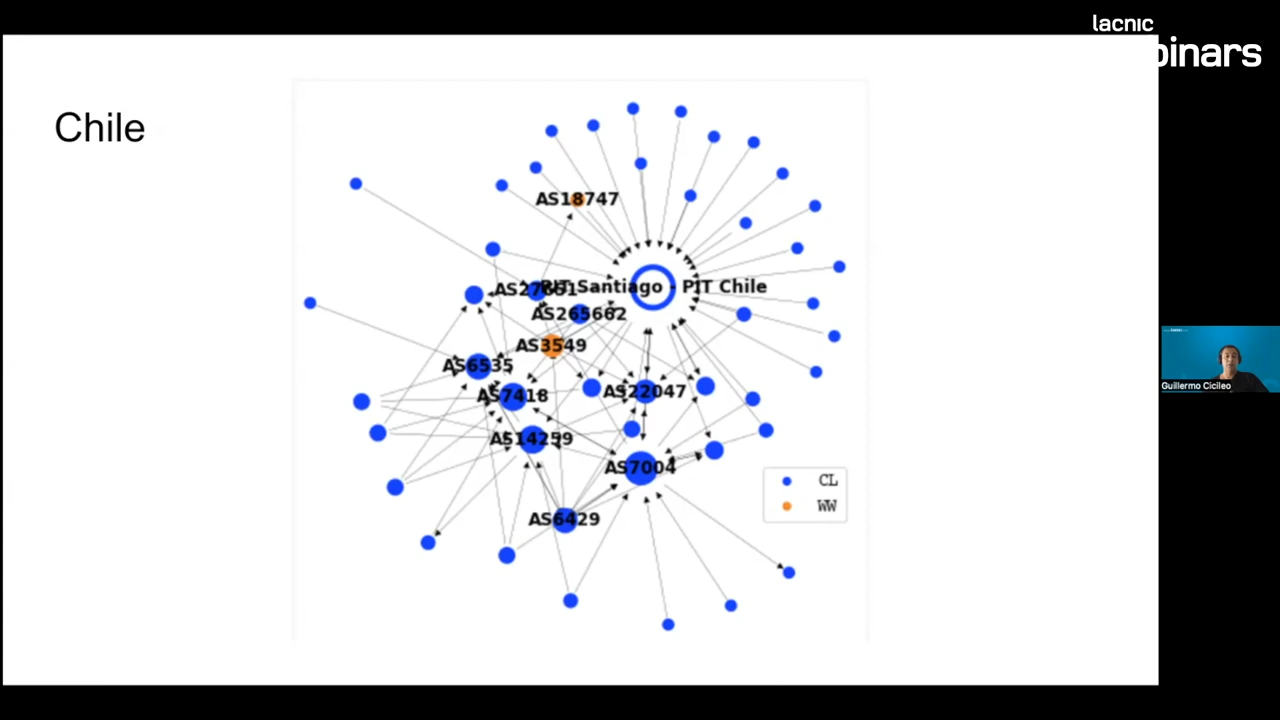 lacnic
binars
Chile
AS18747
PIT Santiago - PIT Chile
AS265662
AS3549
AS6535
AS7418
AS22047
AS14259
AS7004
CL
WW
AS6429
Guillermo Cicileo